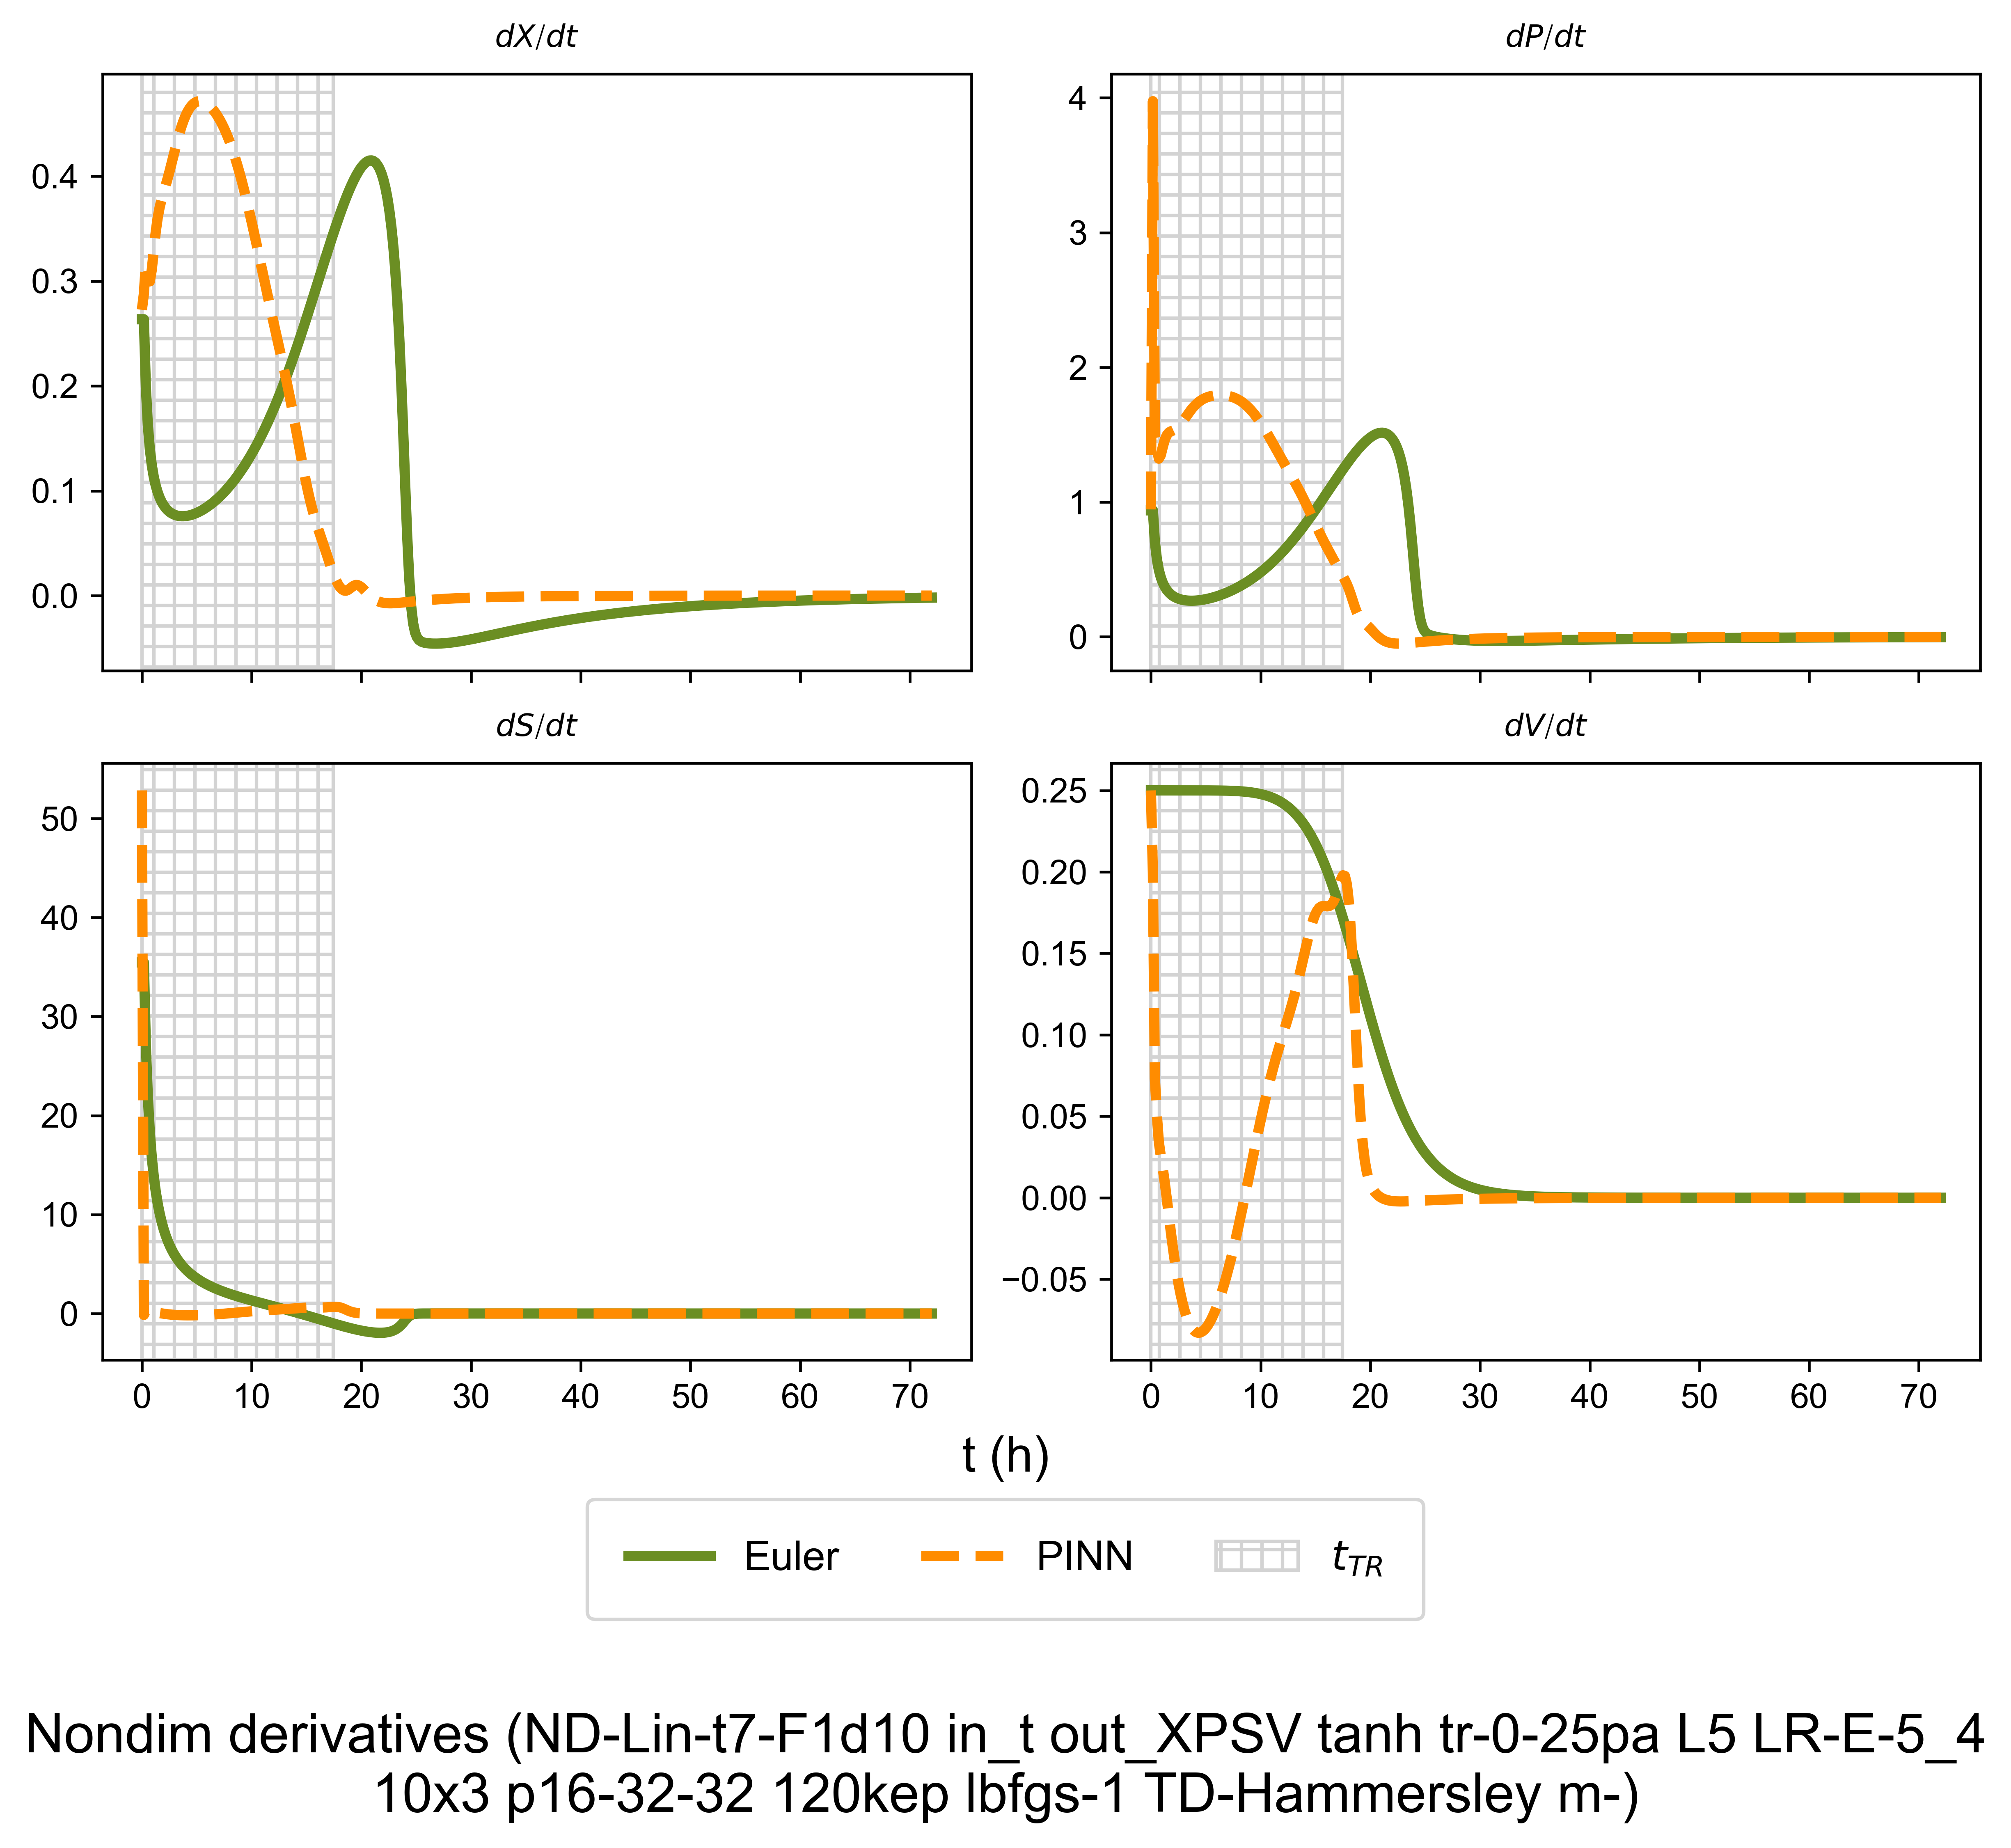 dX/dt
dP/dt
0.4
0.3
0.2
0.1
0.0
4
3
2
1
0
dS/dt
dV/dt
50
40
30
20
10
0
0.25
0.20
0.15
0.10
0.05
0.00
−0.05
0 10 20 30 40 50 60 70
0 10 20 30 40 50 60 70
t (h)
Euler PINN t_TR
Nondim derivatives (ND-Lin-t7-F1d10 in_t out_XPSV tanh tr-0-25pa L5 LR-E-5_4
10x3 p16-32-32 120kep lbfgs-1 TD-Hammersley m-)